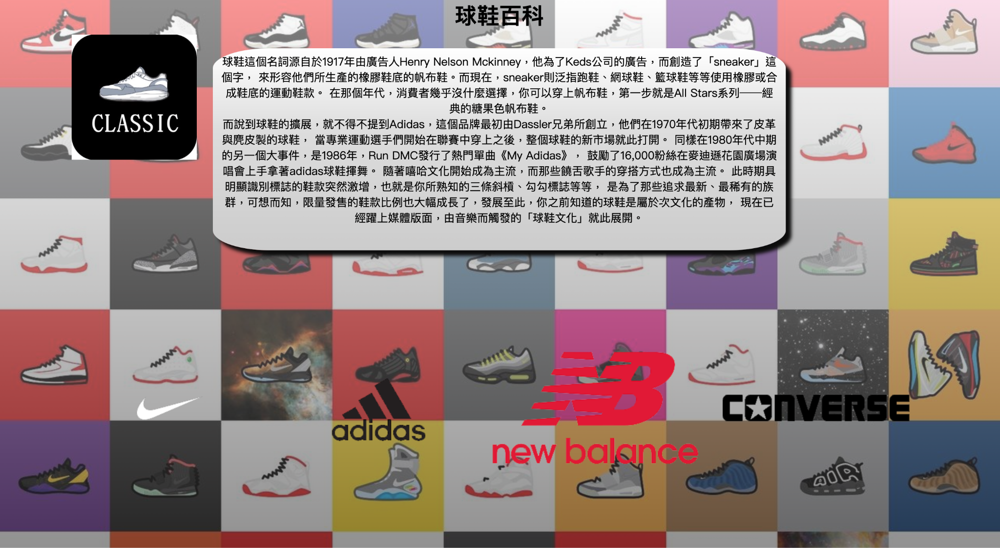 球鞋百科
CLASSIC
球鞋這個名詞源自於1917年由廣告人Henry Nelson Mckinney，他為了Keds公司的廣告，而創造了「sneaker」這
個字， 來形容他們所生產的橡膠鞋底的帆布鞋。而現在，sneaker則泛指跑鞋、網球鞋、籃球鞋等等使用橡膠或合
成鞋底的運動鞋款。 在那個年代，消費者幾乎沒什麼選擇，你可以穿上帆布鞋，第一步就是All Stars系列——經
典的糖果色帆布鞋。
而說到球鞋的擴展，就不得不提到Adidas，這個品牌最初由Dassler兄弟所創立，他們在1970年代初期帶來了皮革
與麂皮製的球鞋， 當專業運動選手們開始在聯賽中穿上之後，整個球鞋的新市場就此打開。 同樣在1980年代中期
的另一個大事件，是1986年，Run DMC發行了熱門單曲《My Adidas》， 鼓勵了16,000粉絲在麥迪遜花園廣場演
唱會上手拿著adidas球鞋揮舞。 隨著嘻哈文化開始成為主流，而那些饒舌歌手的穿搭方式也成為主流。 此時期具
明顯識別標誌的鞋款突然激增，也就是你所熟知的三條斜槓、勾勾標誌等等， 是為了那些追求最新、最稀有的族
群，可想而知，限量發售的鞋款比例也大幅成長了，發展至此，你之前知道的球鞋是屬於次文化的產物， 現在已
經躍上媒體版面，由音樂而觸發的「球鞋文化」就此展開。
adidas
NB
new balance
CONVERSE
AIR